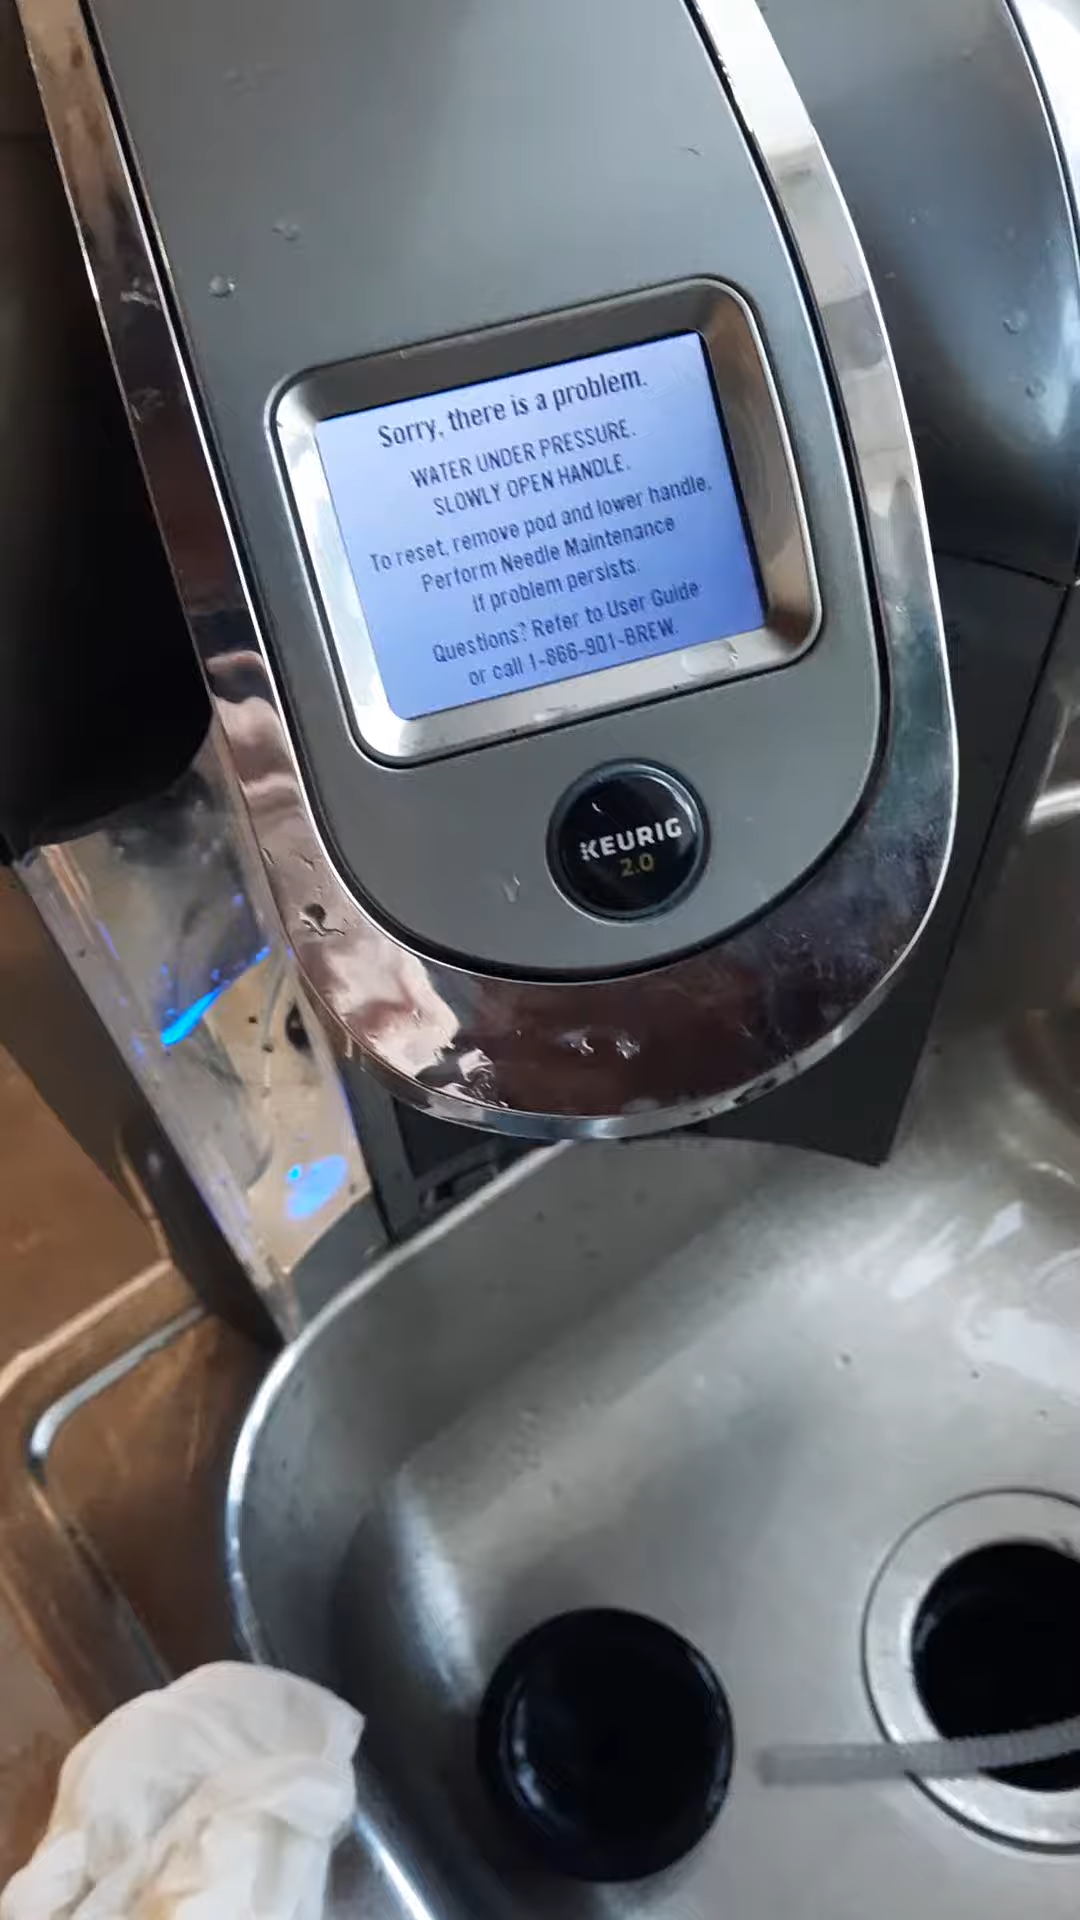 Sorry, there is a problem.
WATER UNDER PRESSURE.
SLOWLY OPEN HANDLE.
To reset, remove pod and lower handle.
Perform Needle Maintenance
if problem persists.
Questions? Refer to User Guide
or call 1-866-901-BREW.
KEURIG
2.0